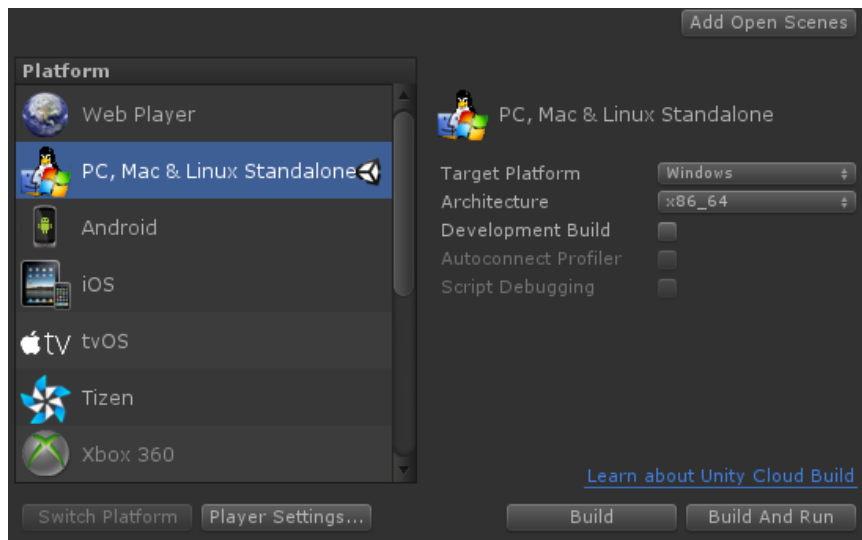 Add Open Scenes
Platform
Web Player
PC, Mac & Linux Standalone
Android
iOS
tv tvOS
Tizen
Xbox 360
PC, Mac & Linux Standalone
Target Platform Windows
Architecture x86_64
Development Build
Autoconnect Profiler
Script Debugging
Learn about Unity Cloud Build
Switch Platform Player Settings... Build Build And Run